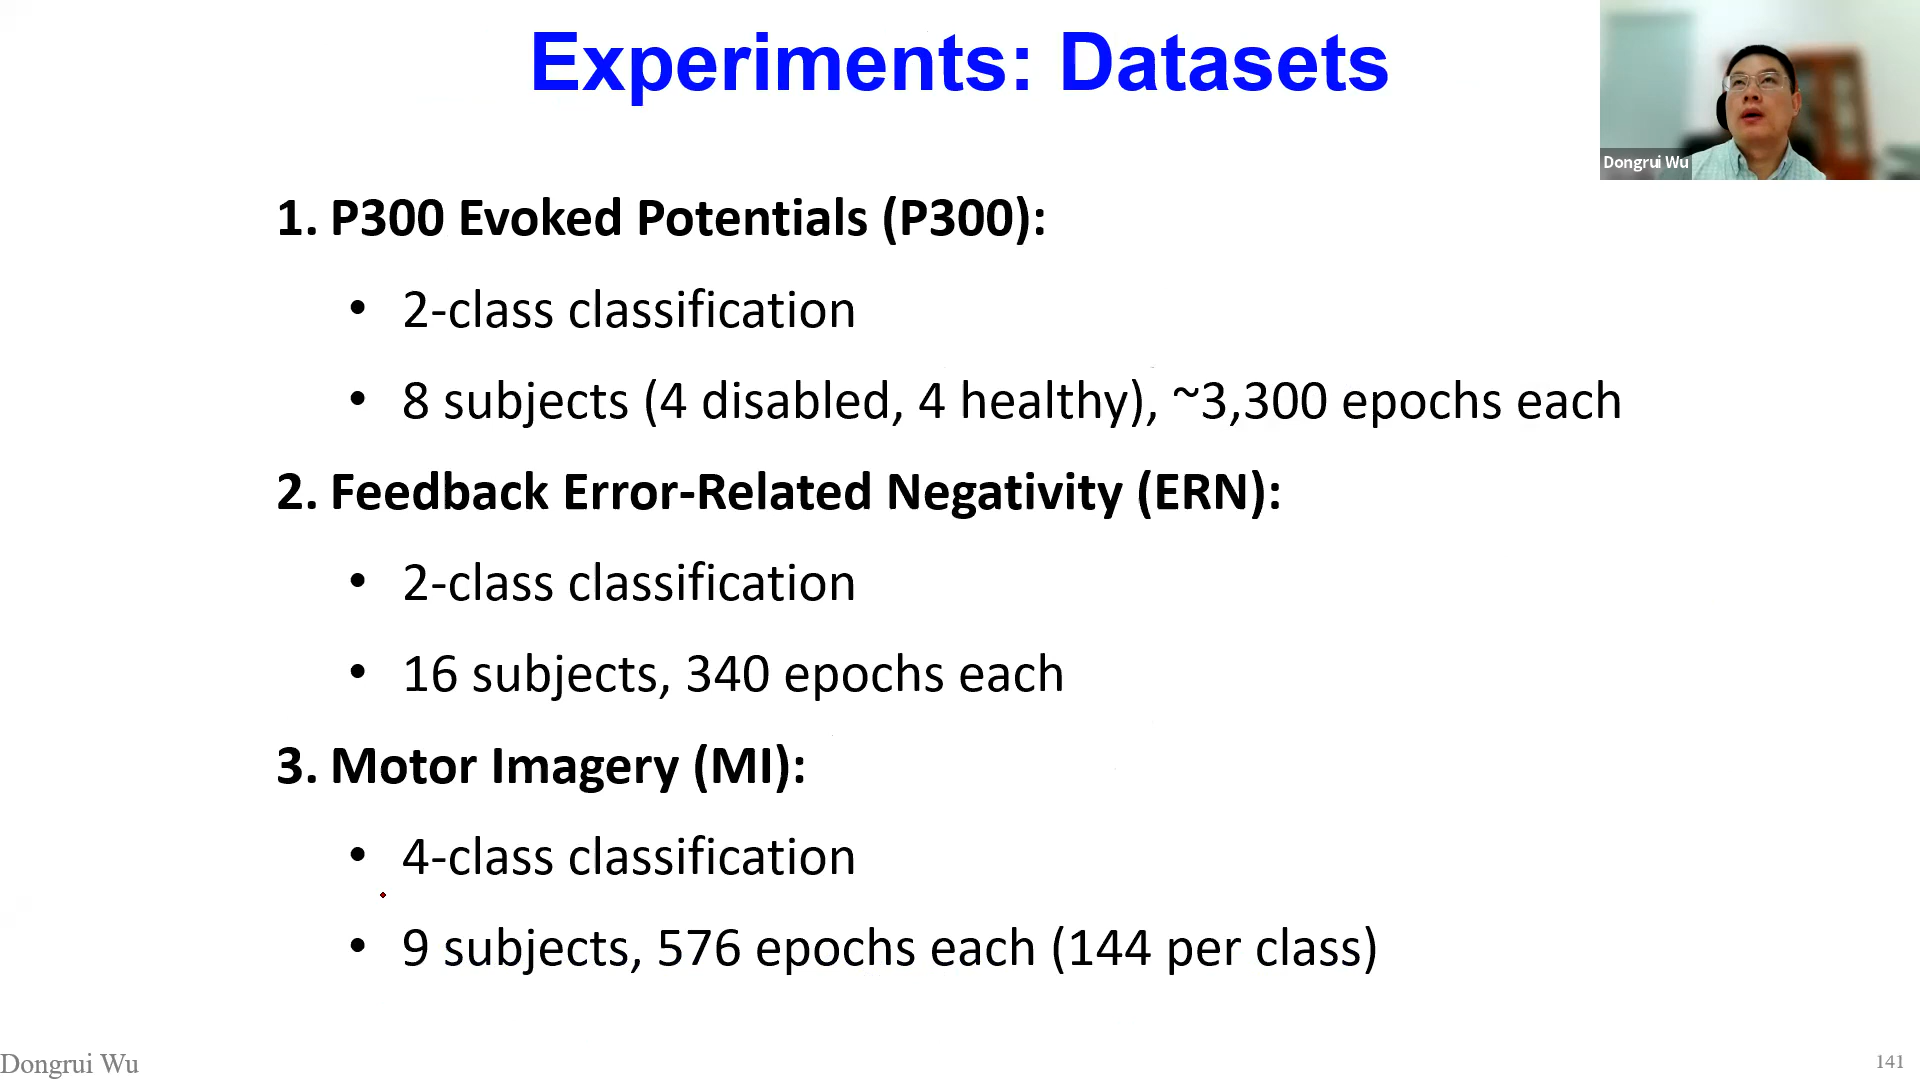 Experiments: Datasets
Dongrui Wu
1. P300 Evoked Potentials (P300):
• 2-class classification
• 8 subjects (4 disabled, 4 healthy), ~3,300 epochs each
2. Feedback Error-Related Negativity (ERN):
• 2-class classification
• 16 subjects, 340 epochs each
3. Motor Imagery (MI):
• 4-class classification
• 9 subjects, 576 epochs each (144 per class)
Dongrui Wu
141